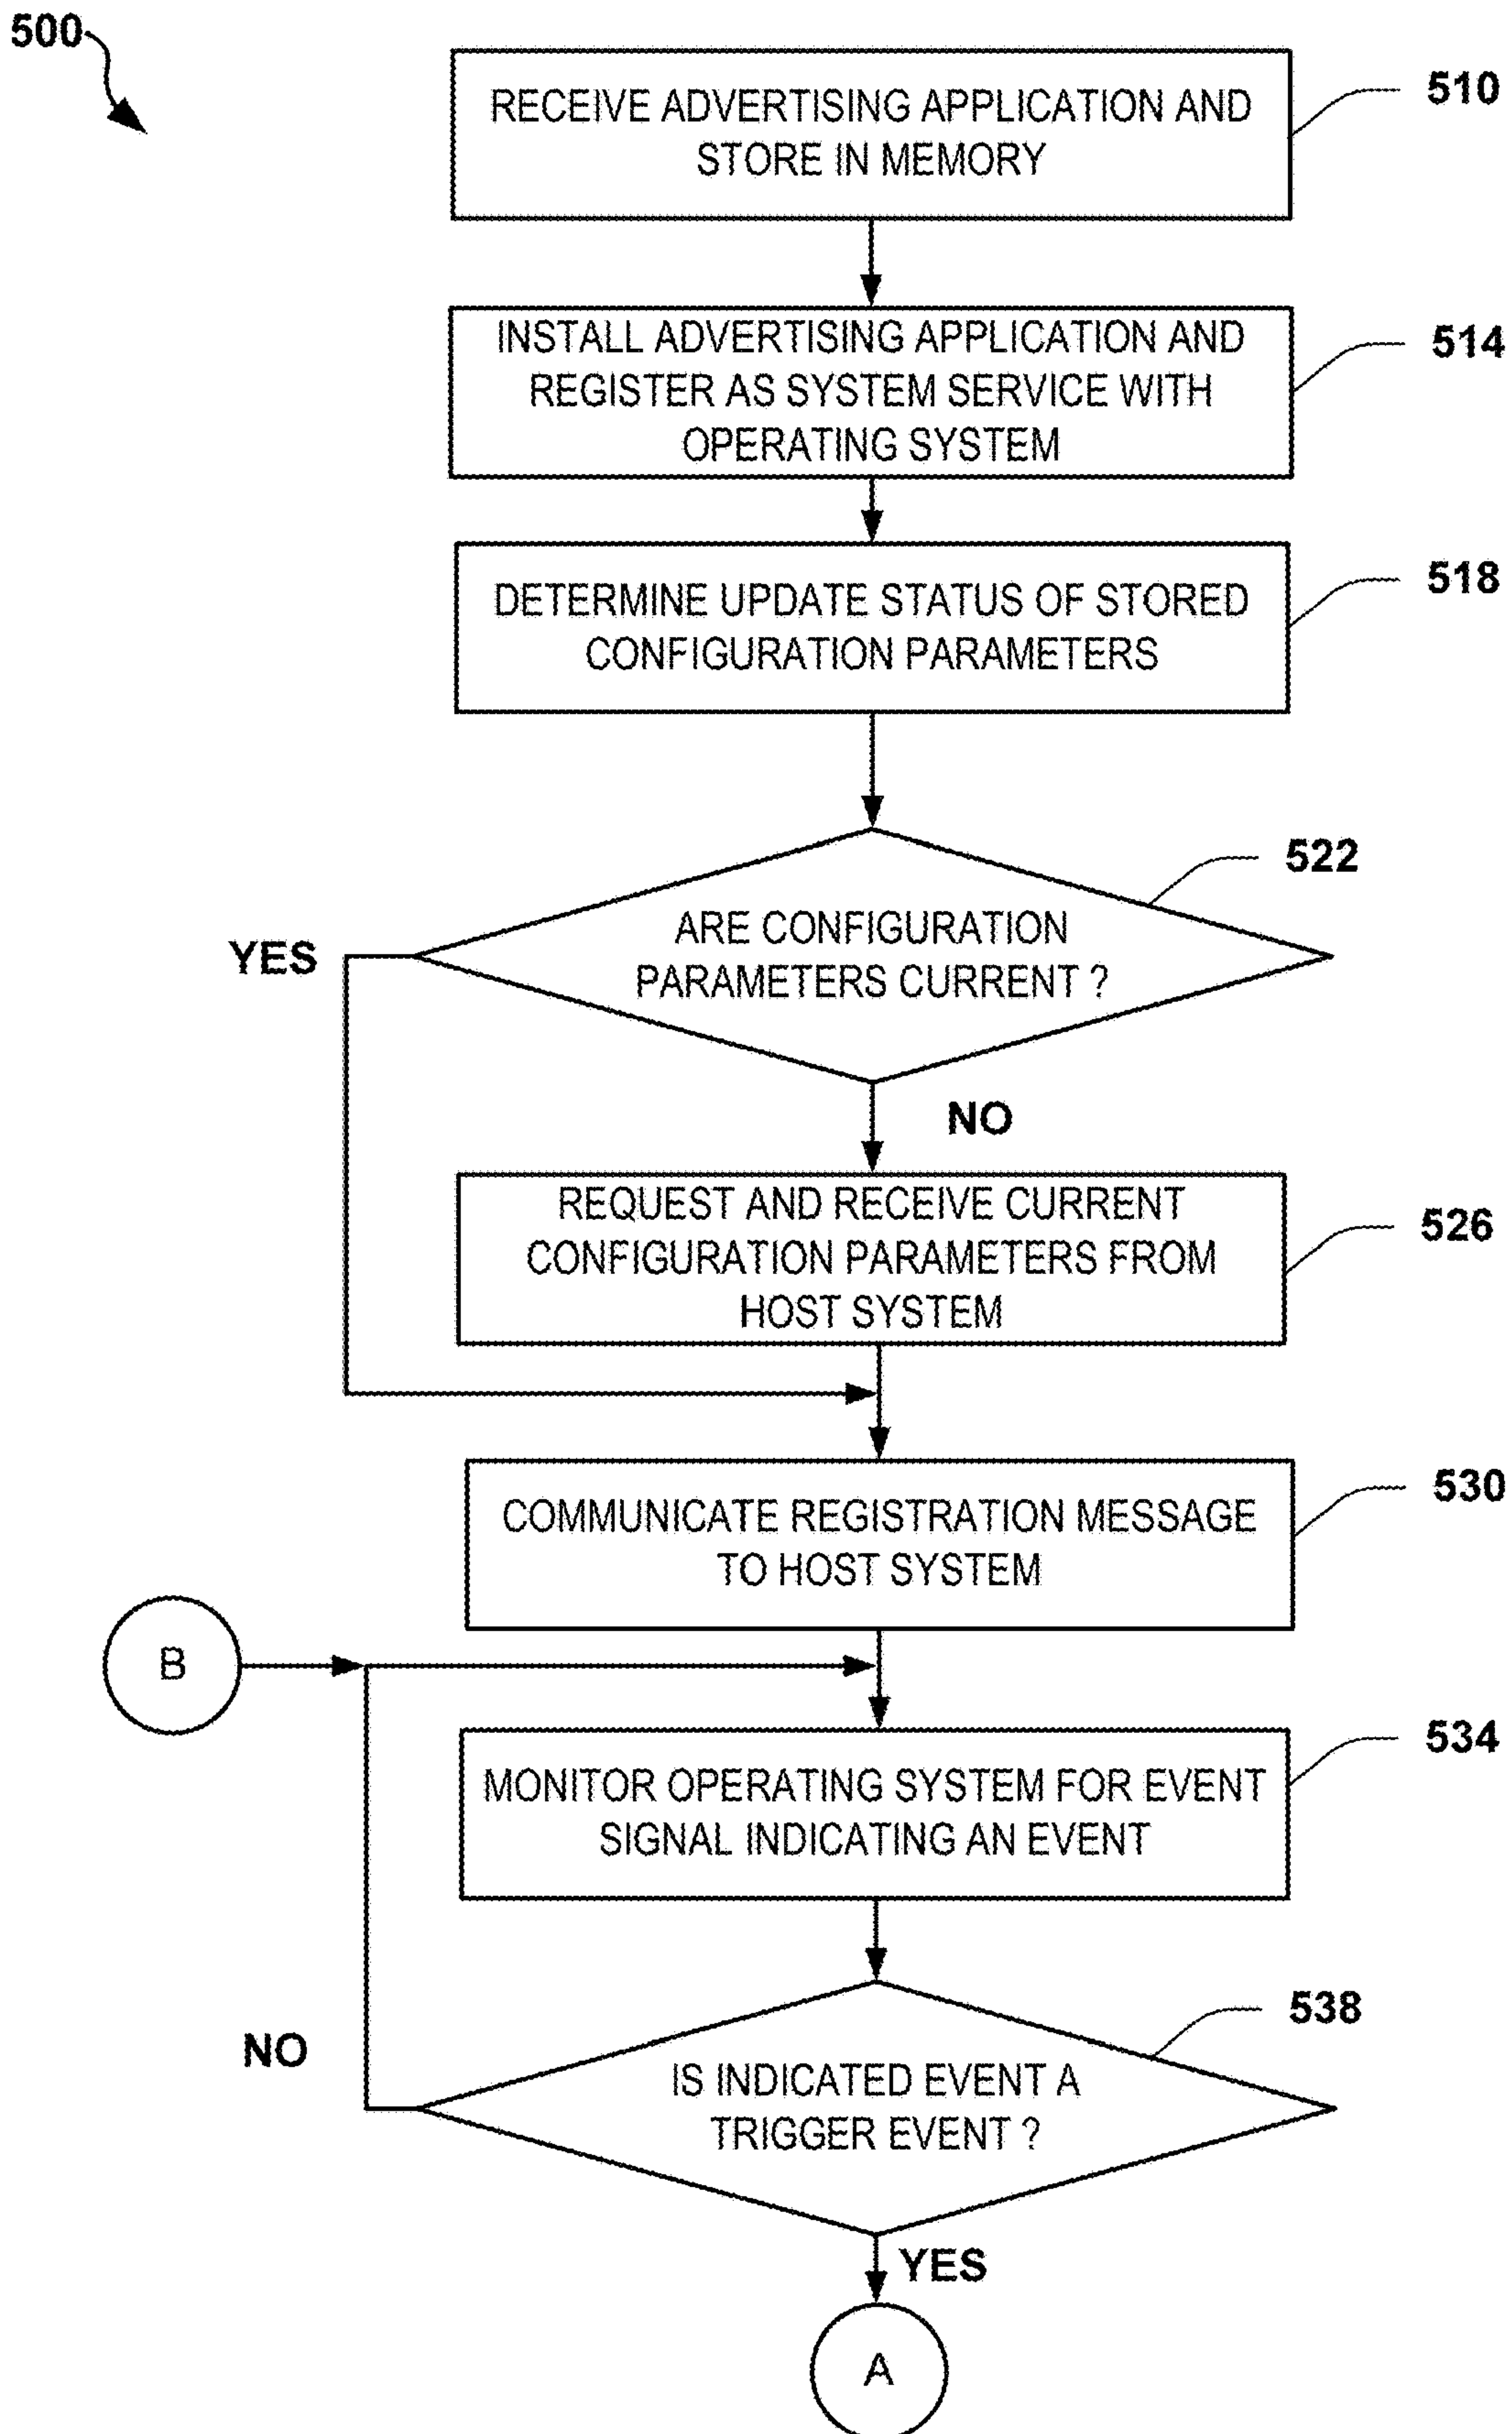 500
RECEIVE ADVERTISING APPLICATION AND
STORE IN MEMORY
510
INSTALL ADVERTISING APPLICATION AND
REGISTER AS SYSTEM SERVICE WITH
OPERATING SYSTEM
514
DETERMINE UPDATE STATUS OF STORED
CONFIGURATION PARAMETERS
518
522
ARE CONFIGURATION
PARAMETERS CURRENT ?
YES
NO
REQUEST AND RECEIVE CURRENT
CONFIGURATION PARAMETERS FROM
HOST SYSTEM
526
COMMUNICATE REGISTRATION MESSAGE
TO HOST SYSTEM
530
B
MONITOR OPERATING SYSTEM FOR EVENT
SIGNAL INDICATING AN EVENT
534
538
NO
IS INDICATED EVENT A
TRIGGER EVENT ?
YES
A